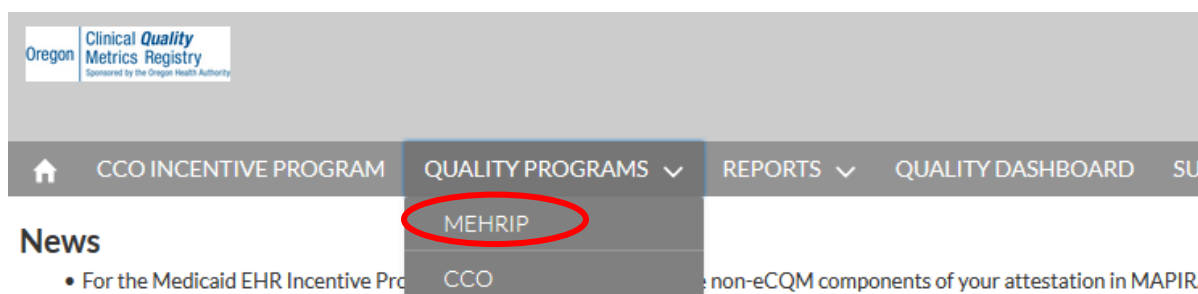 Oregon
Clinical Quality
Metrics Registry
Sponsored by the Oregon Health Authority
CCO INCENTIVE PROGRAM QUALITY PROGRAMS REPORTS QUALITY DASHBOARD SU
MEHRIP
News
CCO
• For the Medicaid EHR Incentive Pro non-eCQM components of your attestation in MAPIR